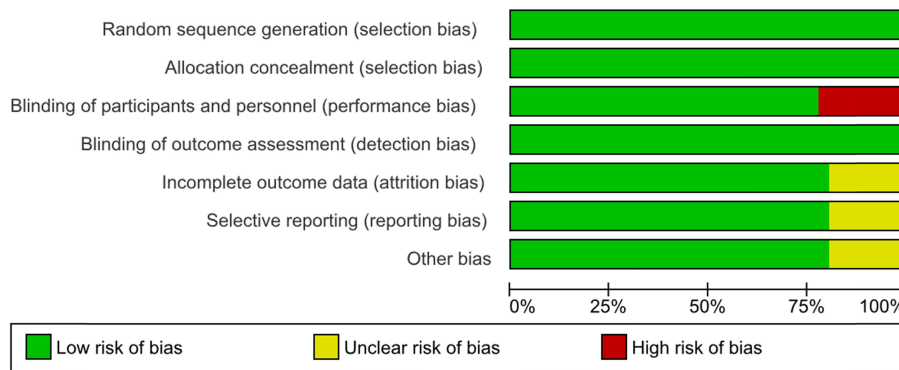 Random sequence generation (selection bias)
Allocation concealment (selection bias)
Blinding of participants and personnel (performance bias)
Blinding of outcome assessment (detection bias)
Incomplete outcome data (attrition bias)
Selective reporting (reporting bias)
Other bias
0% 25% 50% 75% 100%
Low risk of bias Unclear risk of bias High risk of bias